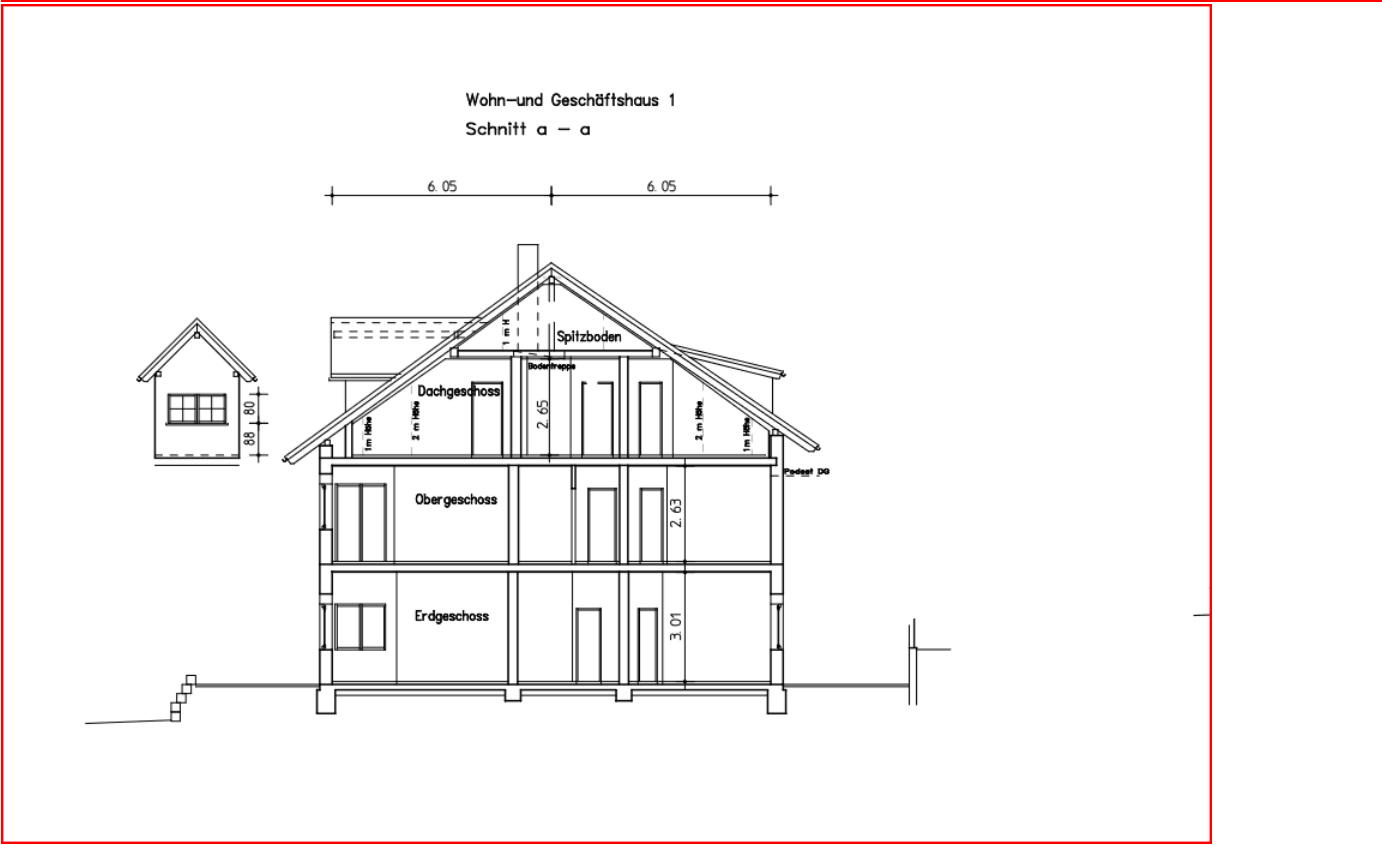 Wohn-und Geschäftshaus 1
Schnitt a - a
6. 05
6. 05
1 m H
Spitzboden
Bodentreppe
Dachgeschoss
2. 65
80
88
1m Höhe
2 m Höhe
2 m Höhe
1m Höhe
Podest DG
Obergeschoss
2. 63
Erdgeschoss
3. 01